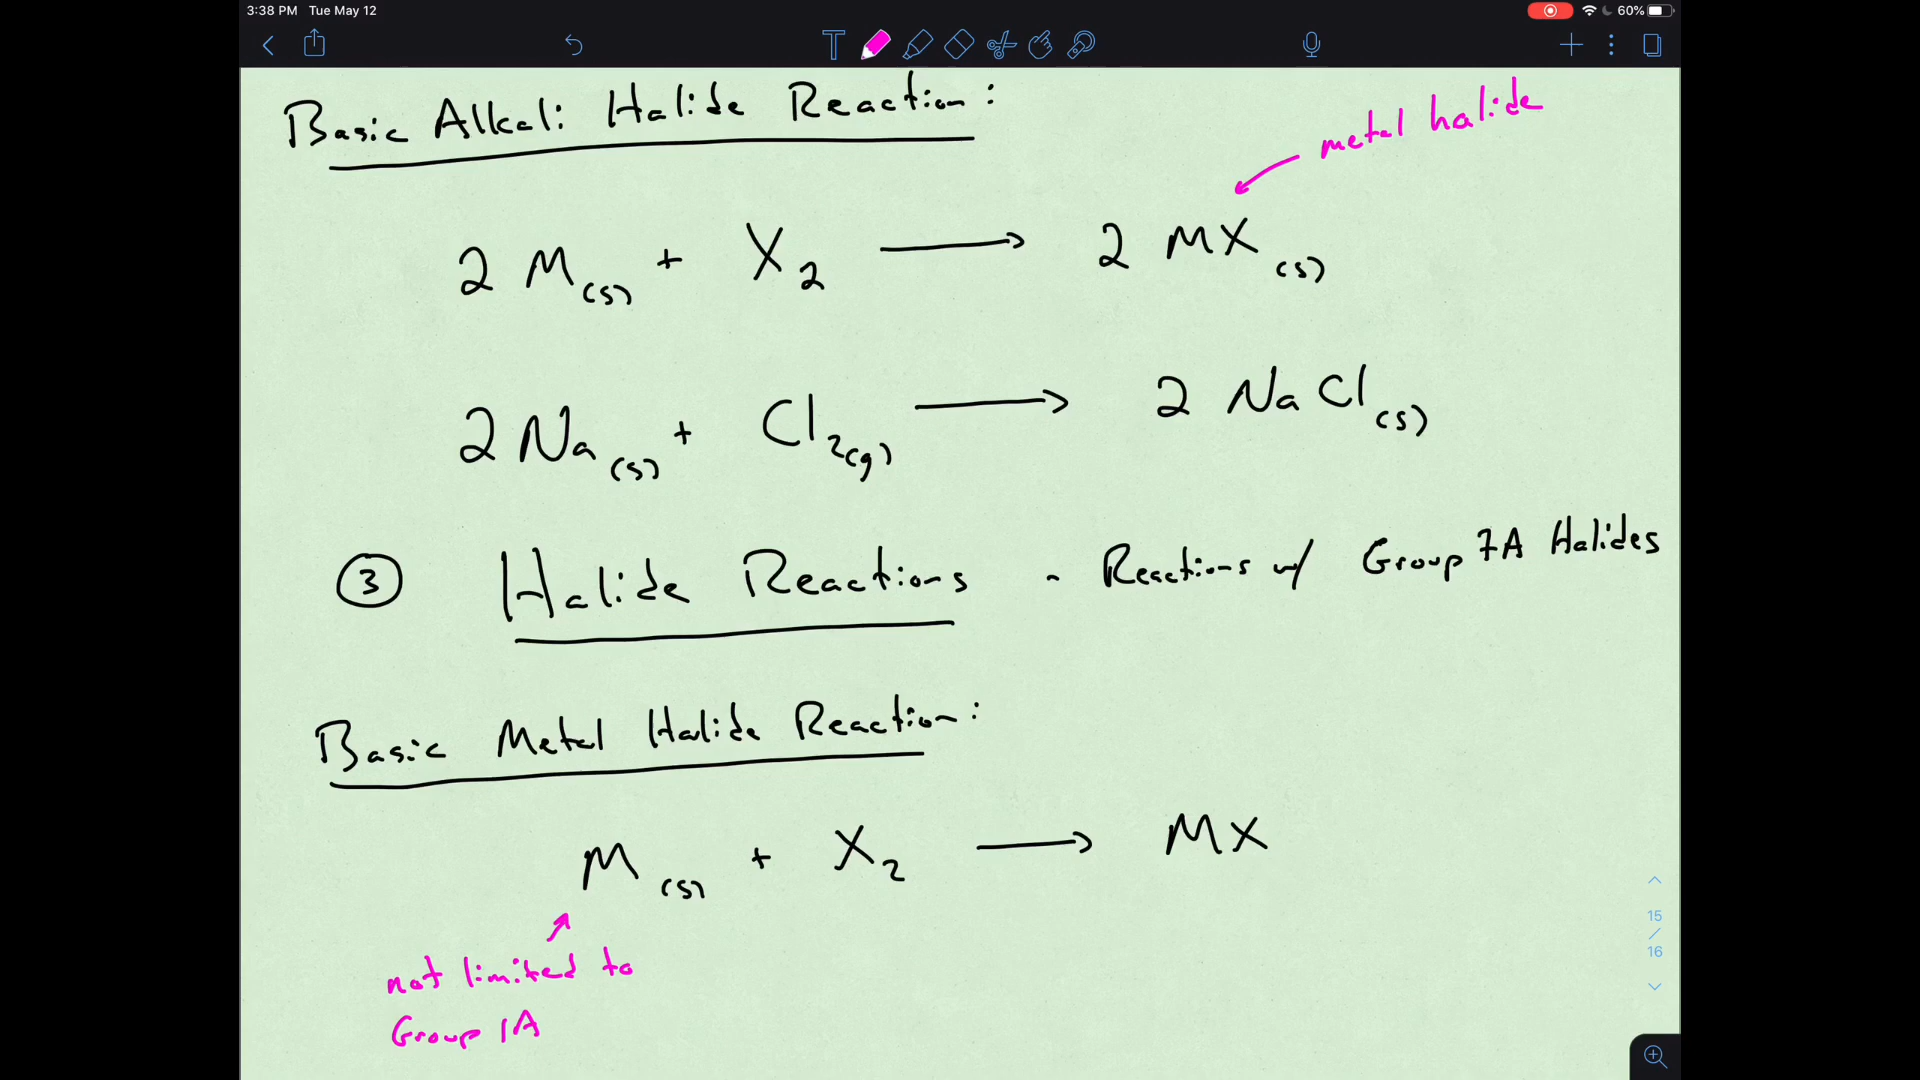 3:38 PM Tue May 12
60%
T
Basic Alkali Halide Reaction:
metal halide
2 M(s) + X2 → 2 MX(s)
2 Na(s) + Cl2(g) → 2 NaCl(s)
3 Halide Reactions - Reactions w/ Group 7A Halides
Basic Metal Halide Reaction:
M(s) + X2 → MX
not limited to
Group 1A
15
/
16